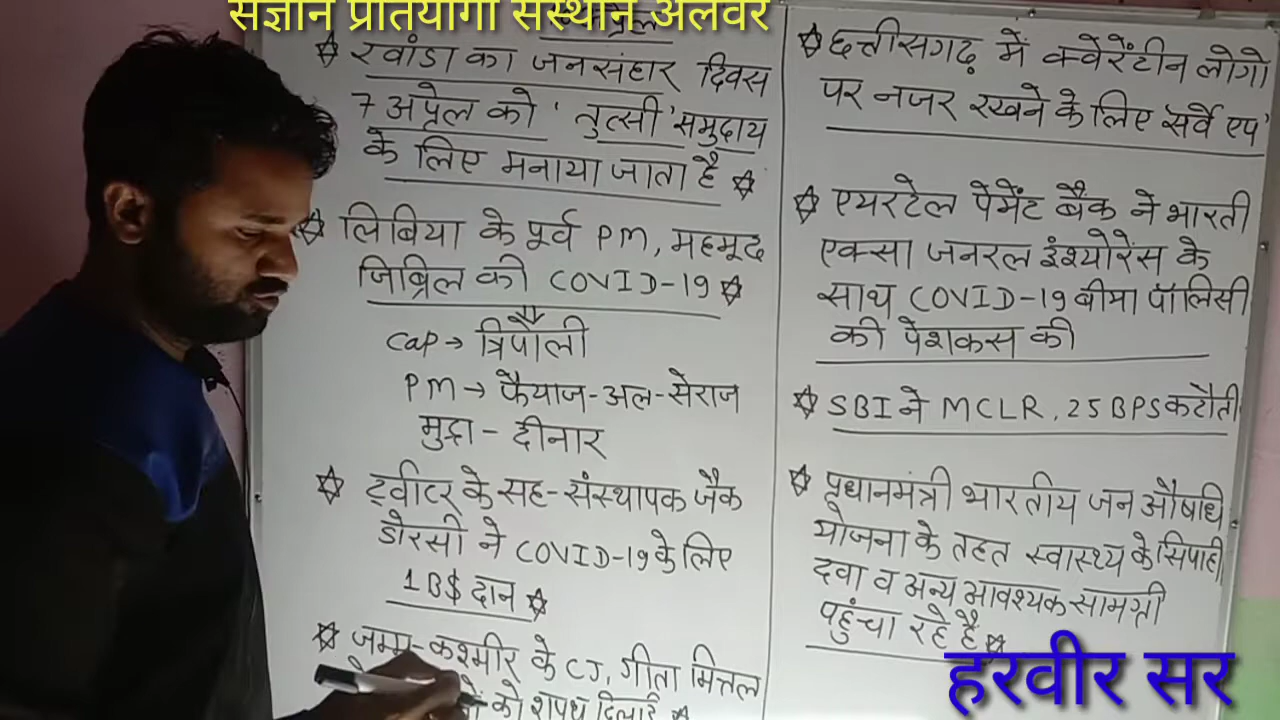 संज्ञान प्रतियोगी संस्थान अलवर
☆ रवांडा का जनसंहार दिवस
7 अप्रेल को ' तुत्सी ' समुदाय
के लिए मनाया जाता है ☆
☆ लिबिया के पूर्व PM, महमूद
जिब्रिल को COVID-19 ☆
Cap → त्रिपोली
PM → फैयाज-अल-सेराज
मुद्रा - दीनार
☆ ट्वीटर के सह-संस्थापक जैक
डोरसी ने COVID-19 के लिए
1 B$ दान ☆
☆ जम्मू-कश्मीर के CJ, गीता मित्तल
को शपथ दिलाई ☆
☆ छत्तीसगढ़ में क्वेरेंटीन लोगो
पर नजर रखने के लिए 'सर्वे एप'
☆ एयरटेल पेमेंट बैंक ने भारती
एक्सा जनरल इंश्योरेंस के
साथ COVID-19 बीमा पॉलिसी
की पेशकस की
☆ SBI ने MCLR, 25 BPS कटौती
☆ प्रधानमंत्री भारतीय जन औषधि
योजना के तहत स्वास्थ्य के सिपाही
दवा व अन्य आवश्यक सामग्री
पहुंचा रहे है ☆
हरवीर सर